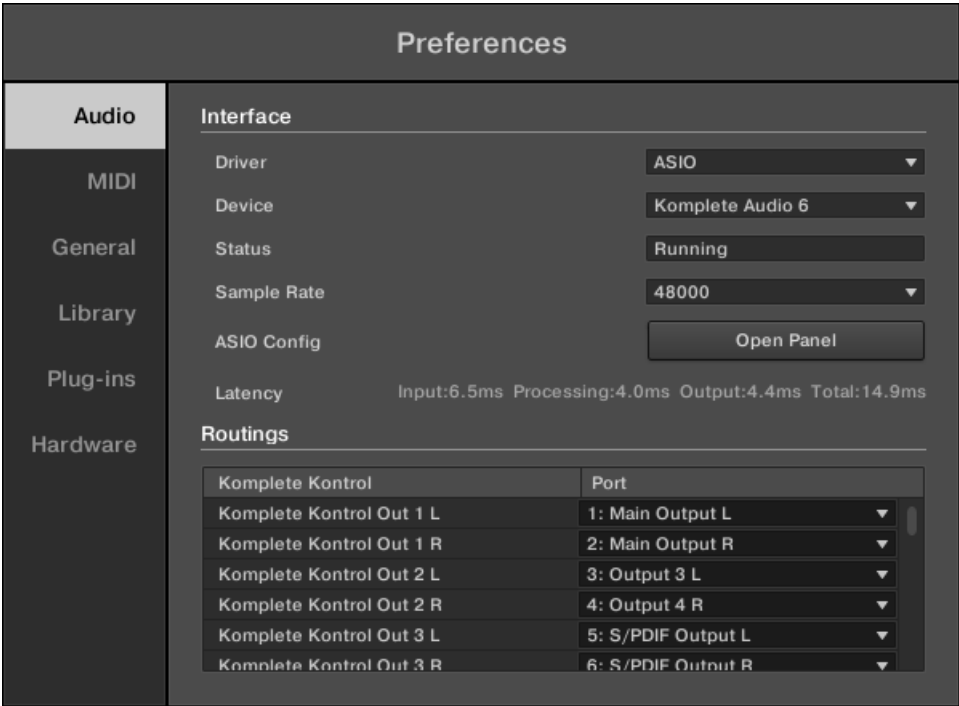 Preferences
Audio
MIDI
General
Library
Plug-ins
Hardware
Interface
Driver ASIO
Device Komplete Audio 6
Status Running
Sample Rate 48000
ASIO Config Open Panel
Latency Input:6.5ms Processing:4.0ms Output:4.4ms Total:14.9ms
Routings
Komplete Kontrol Port
Komplete Kontrol Out 1 L 1: Main Output L
Komplete Kontrol Out 1 R 2: Main Output R
Komplete Kontrol Out 2 L 3: Output 3 L
Komplete Kontrol Out 2 R 4: Output 4 R
Komplete Kontrol Out 3 L 5: S/PDIF Output L
Komplete Kontrol Out 3 R 6: S/PDIF Output R